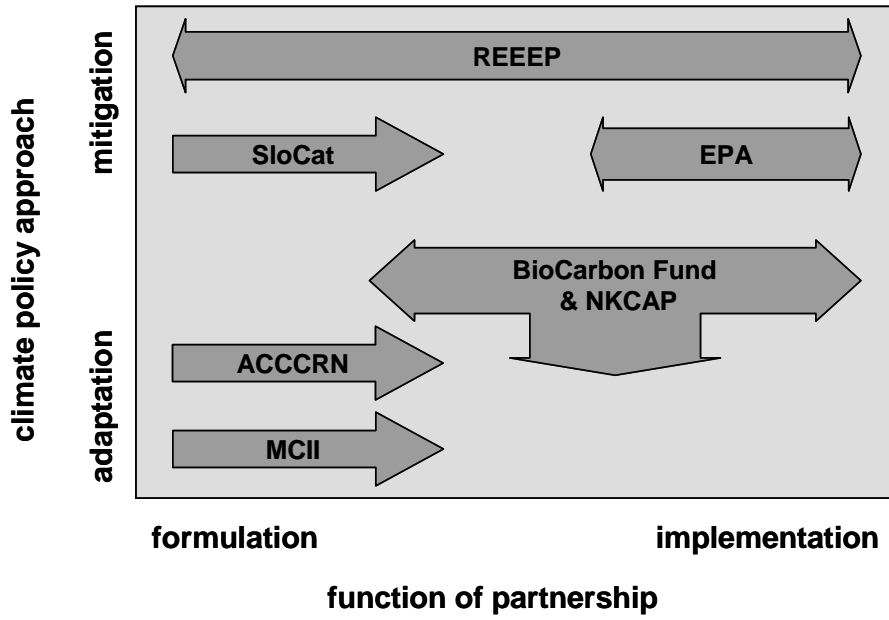 climate policy approach
mitigation
adaptation
REEEP
SloCat
EPA
BioCarbon Fund
& NKCAP
ACCCRN
MCII
formulation
implementation
function of partnership